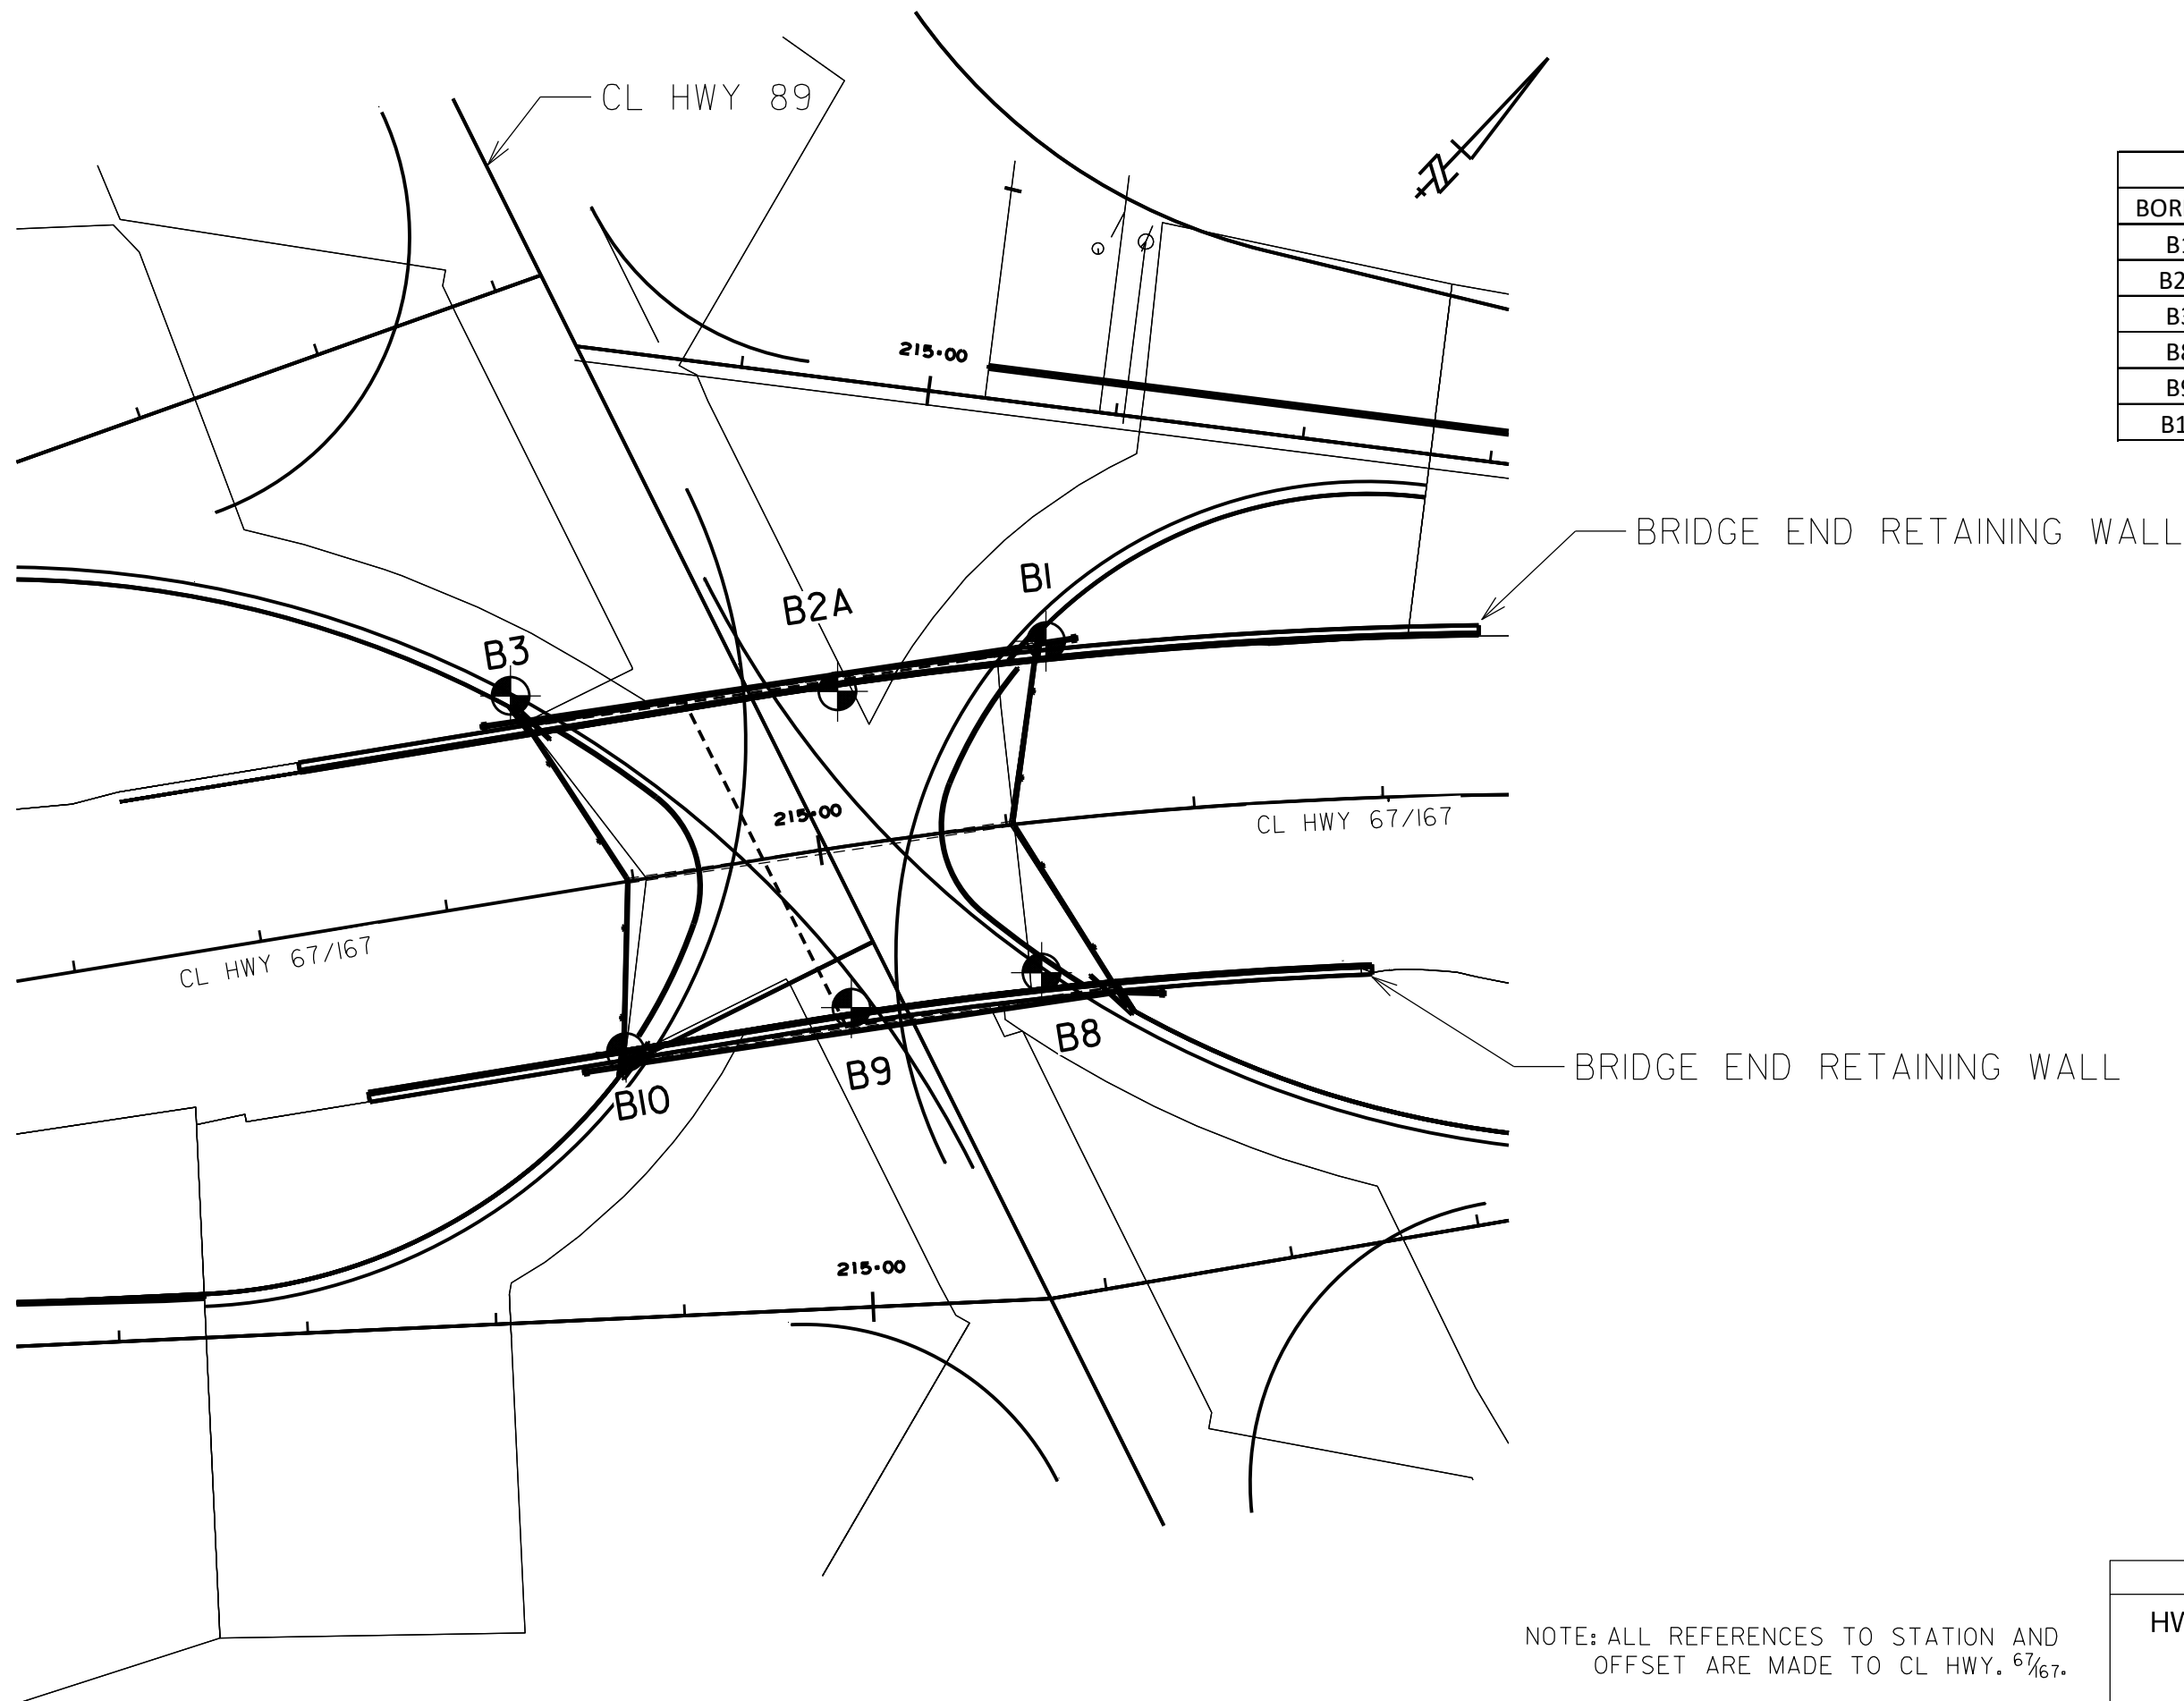 CL HWY 89
N
215+00
BRIDGE END RETAINING WALL
B1
B2A
B3
215+00
CL HWY 67/167
CL HWY 67/167
B8
B9
B10
BRIDGE END RETAINING WALL
215+00
NOTE: ALL REFERENCES TO STATION AND
OFFSET ARE MADE TO CL HWY. 67/167.